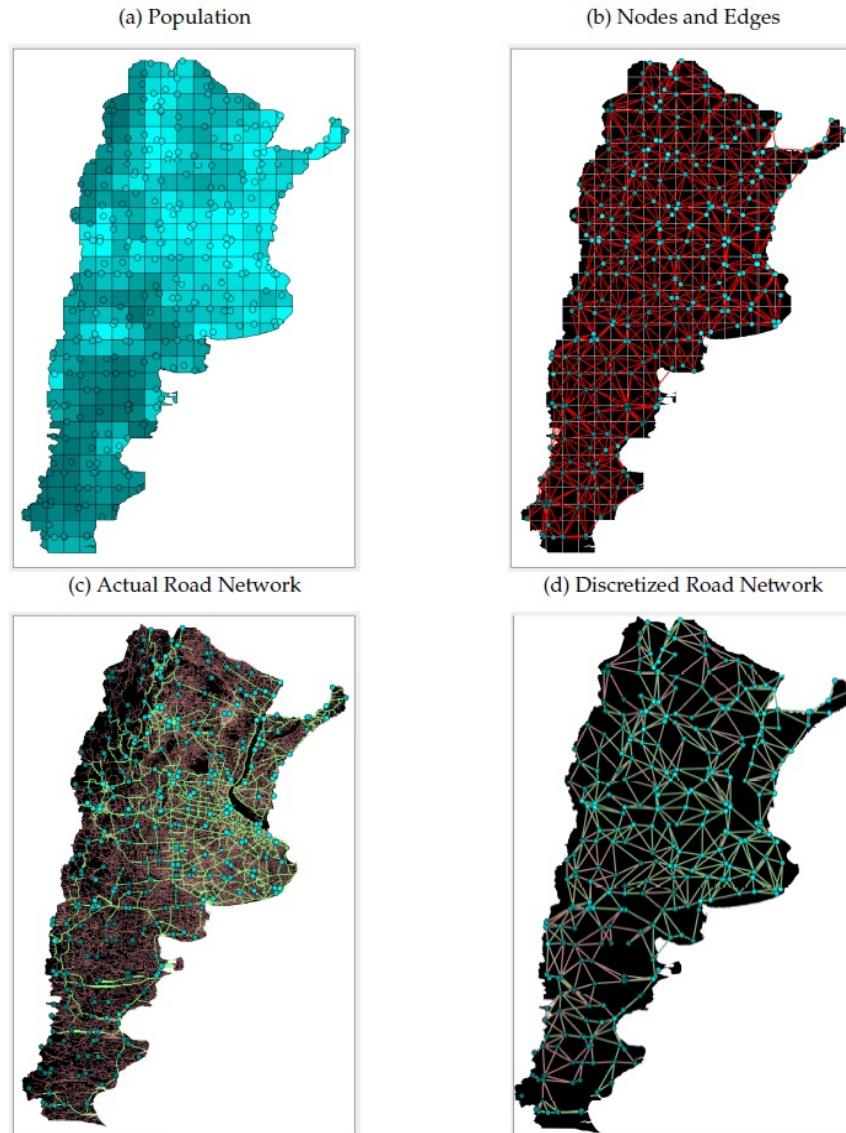 (a) Population
(b) Nodes and Edges
(c) Actual Road Network
(d) Discretized Road Network